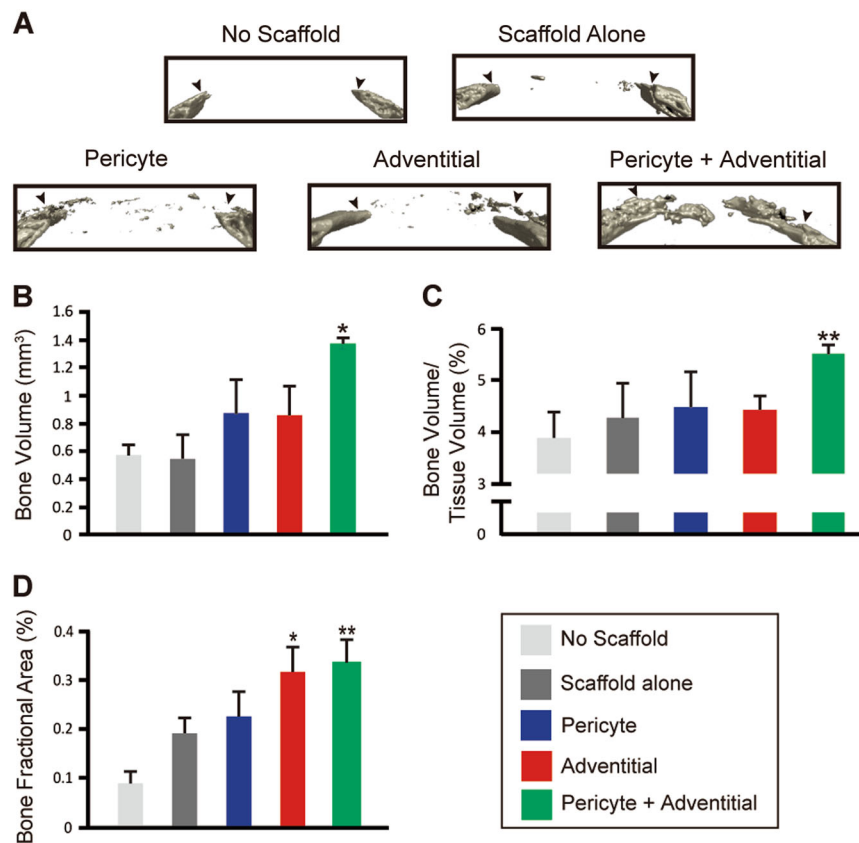 A
No Scaffold
Scaffold Alone
Pericyte
Adventitial
Pericyte + Adventitial
B
Bone Volume (mm³)
1.6
1.4
1.2
1
0.8
0.6
0.4
0.2
0
*
C
Bone Volume/
Tissue Volume (%)
6
5
4
3
0
**
D
Bone Fractional Area (%)
0.4
0.3
0.2
0.1
0
*
**
No Scaffold
Scaffold alone
Pericyte
Adventitial
Pericyte + Adventitial